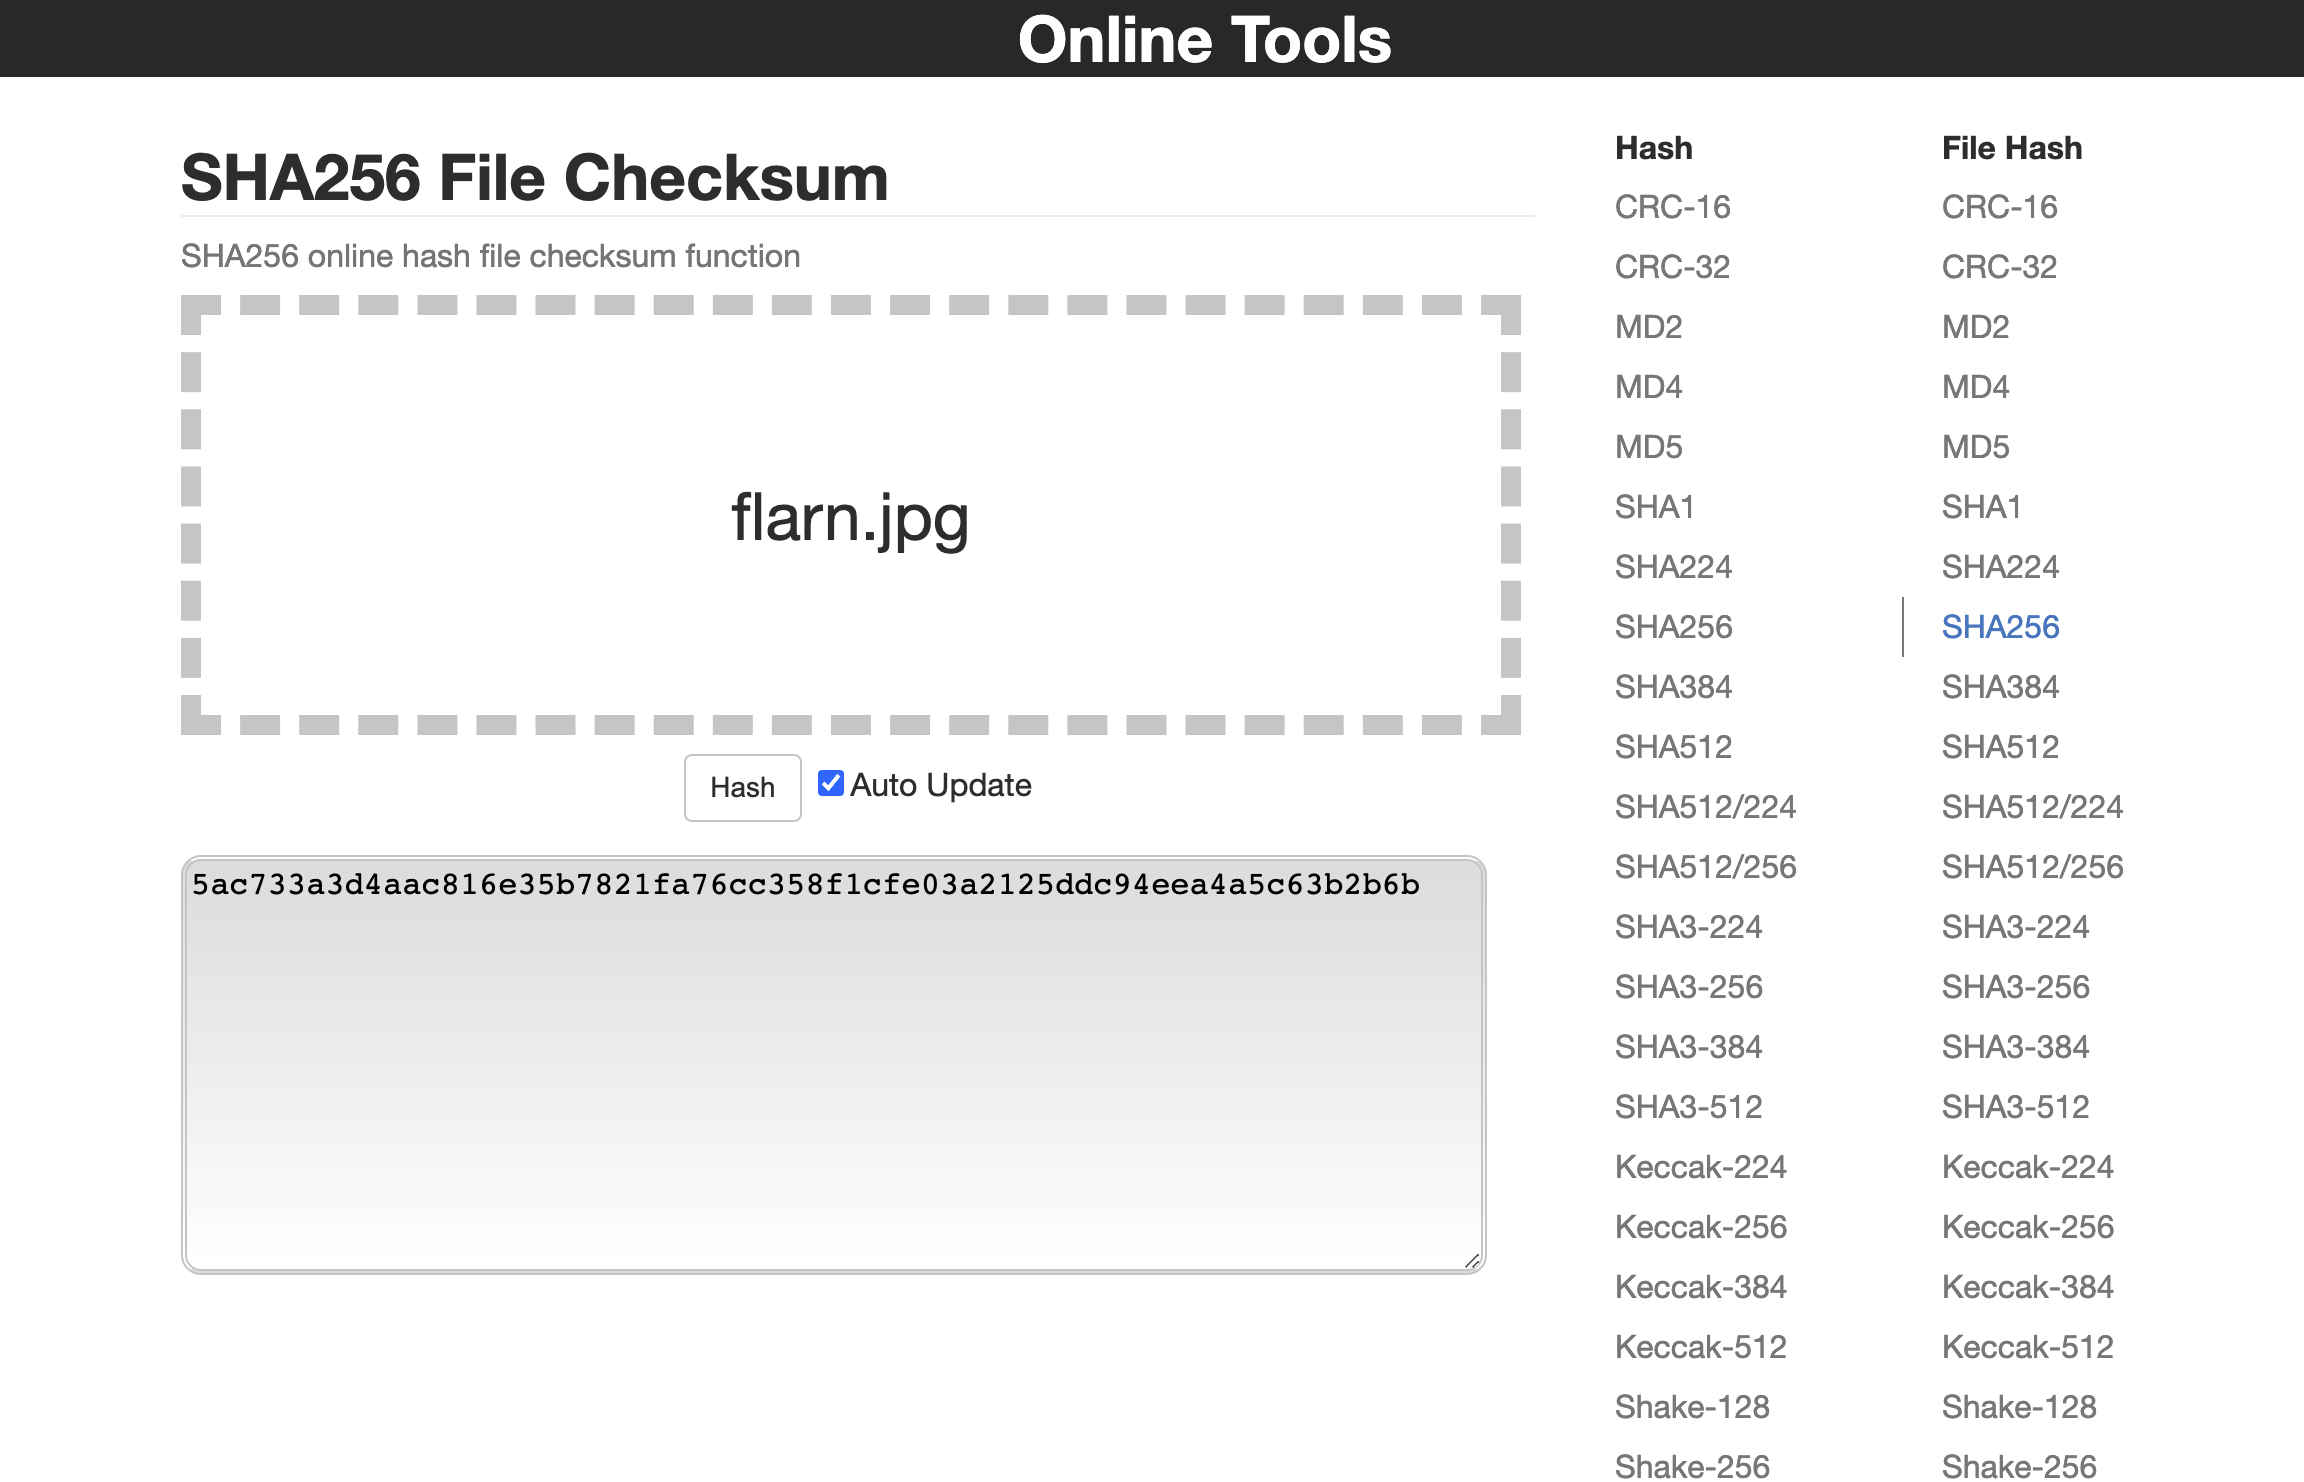 Online Tools
SHA256 File Checksum
SHA256 online hash file checksum function
flarn.jpg
Hash
Auto Update
5ac733a3d4aac816e35b7821fa76cc358f1cfe03a2125ddc94eea4a5c63b2b6b
Hash
CRC-16
CRC-32
MD2
MD4
MD5
SHA1
SHA224
SHA256
SHA384
SHA512
SHA512/224
SHA512/256
SHA3-224
SHA3-256
SHA3-384
SHA3-512
Keccak-224
Keccak-256
Keccak-384
Keccak-512
Shake-128
Shake-256
File Hash
CRC-16
CRC-32
MD2
MD4
MD5
SHA1
SHA224
SHA256
SHA384
SHA512
SHA512/224
SHA512/256
SHA3-224
SHA3-256
SHA3-384
SHA3-512
Keccak-224
Keccak-256
Keccak-384
Keccak-512
Shake-128
Shake-256